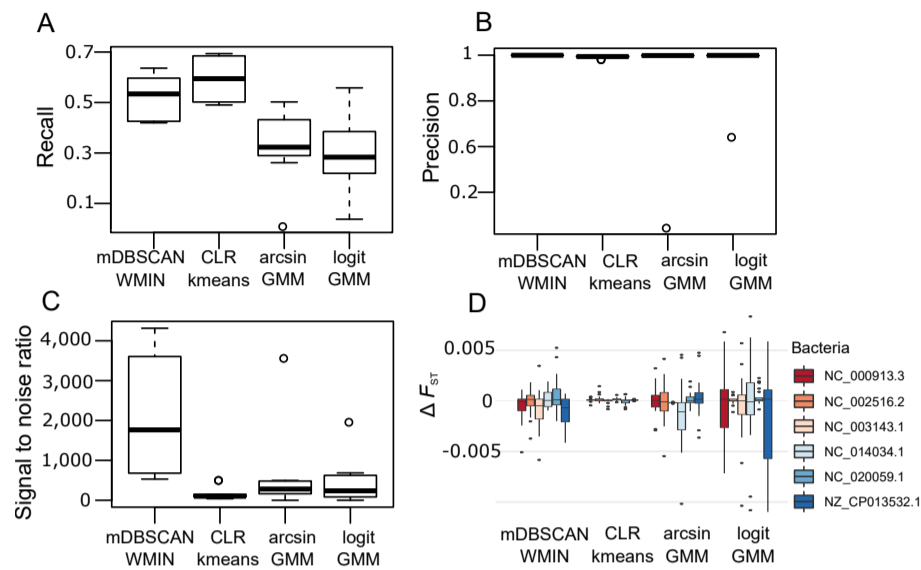 A
0.7
0.5
0.3
0.1
Recall
mDBSCAN
WMIN
CLR
kmeans
arcsin
GMM
logit
GMM
B
1
0.8
0.6
0.2
Precision
mDBSCAN
WMIN
CLR
kmeans
arcsin
GMM
logit
GMM
C
4,000
3,000
2,000
1,000
0
Signal to noise ratio
mDBSCAN
WMIN
CLR
kmeans
arcsin
GMM
logit
GMM
D
0.005
0
-0.005
Δ FST
mDBSCAN
WMIN
CLR
kmeans
arcsin
GMM
logit
GMM
Bacteria
NC_000913.3
NC_002516.2
NC_003143.1
NC_014034.1
NC_020059.1
NZ_CP013532.1